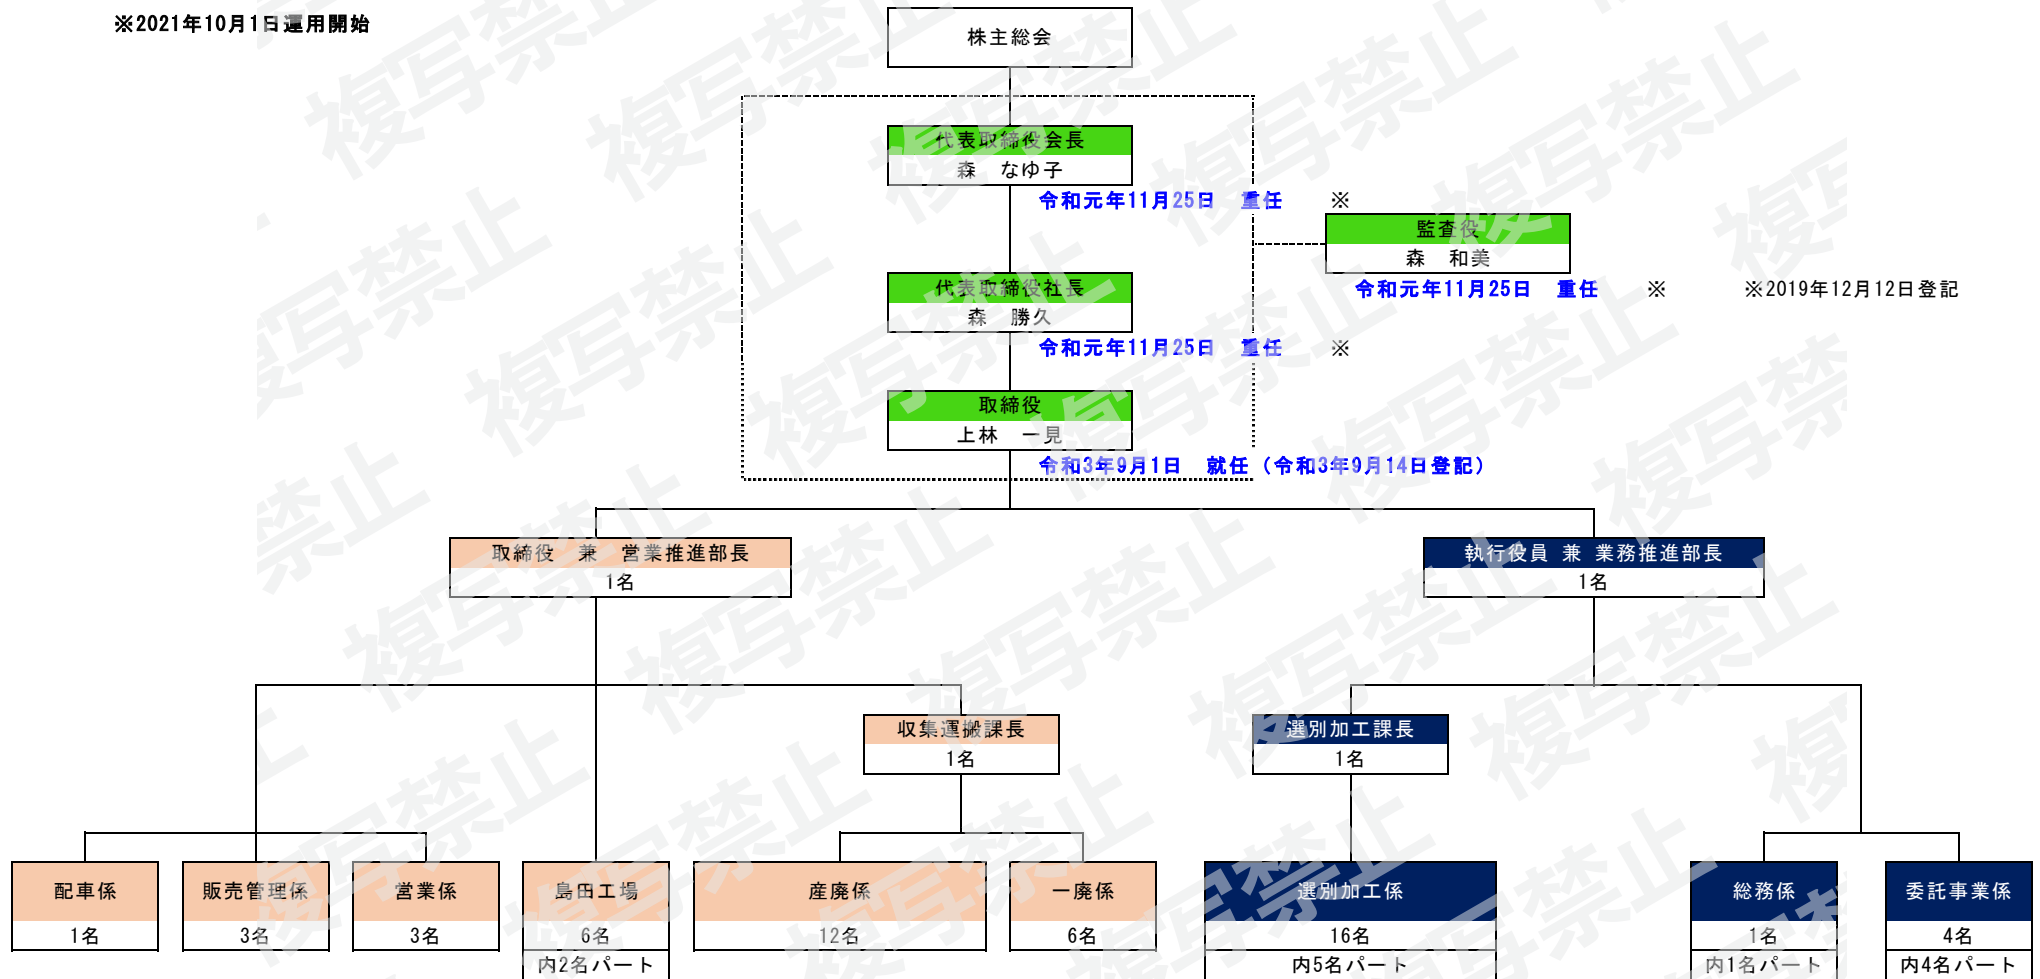 ※2021年10月1日運用開始
株主総会
代表取締役会長
森　なゆ子
令和元年11月25日　重任　※
監査役
森　和美
令和元年11月25日　重任　※　※2019年12月12日登記
代表取締役社長
森　勝久
令和元年11月25日　重任　※
取締役
上林　一見
令和3年9月1日　就任（令和3年9月14日登記）
取締役　兼　営業推進部長
1名
執行役員 兼 業務推進部長
1名
収集運搬課長
1名
選別加工課長
1名
配車係
1名
販売管理係
3名
営業係
3名
島田工場
6名
内2名パート
産廃係
12名
一廃係
6名
選別加工係
16名
内5名パート
総務係
1名
内1名パート
委託事業係
4名
内4名パート
複写禁止